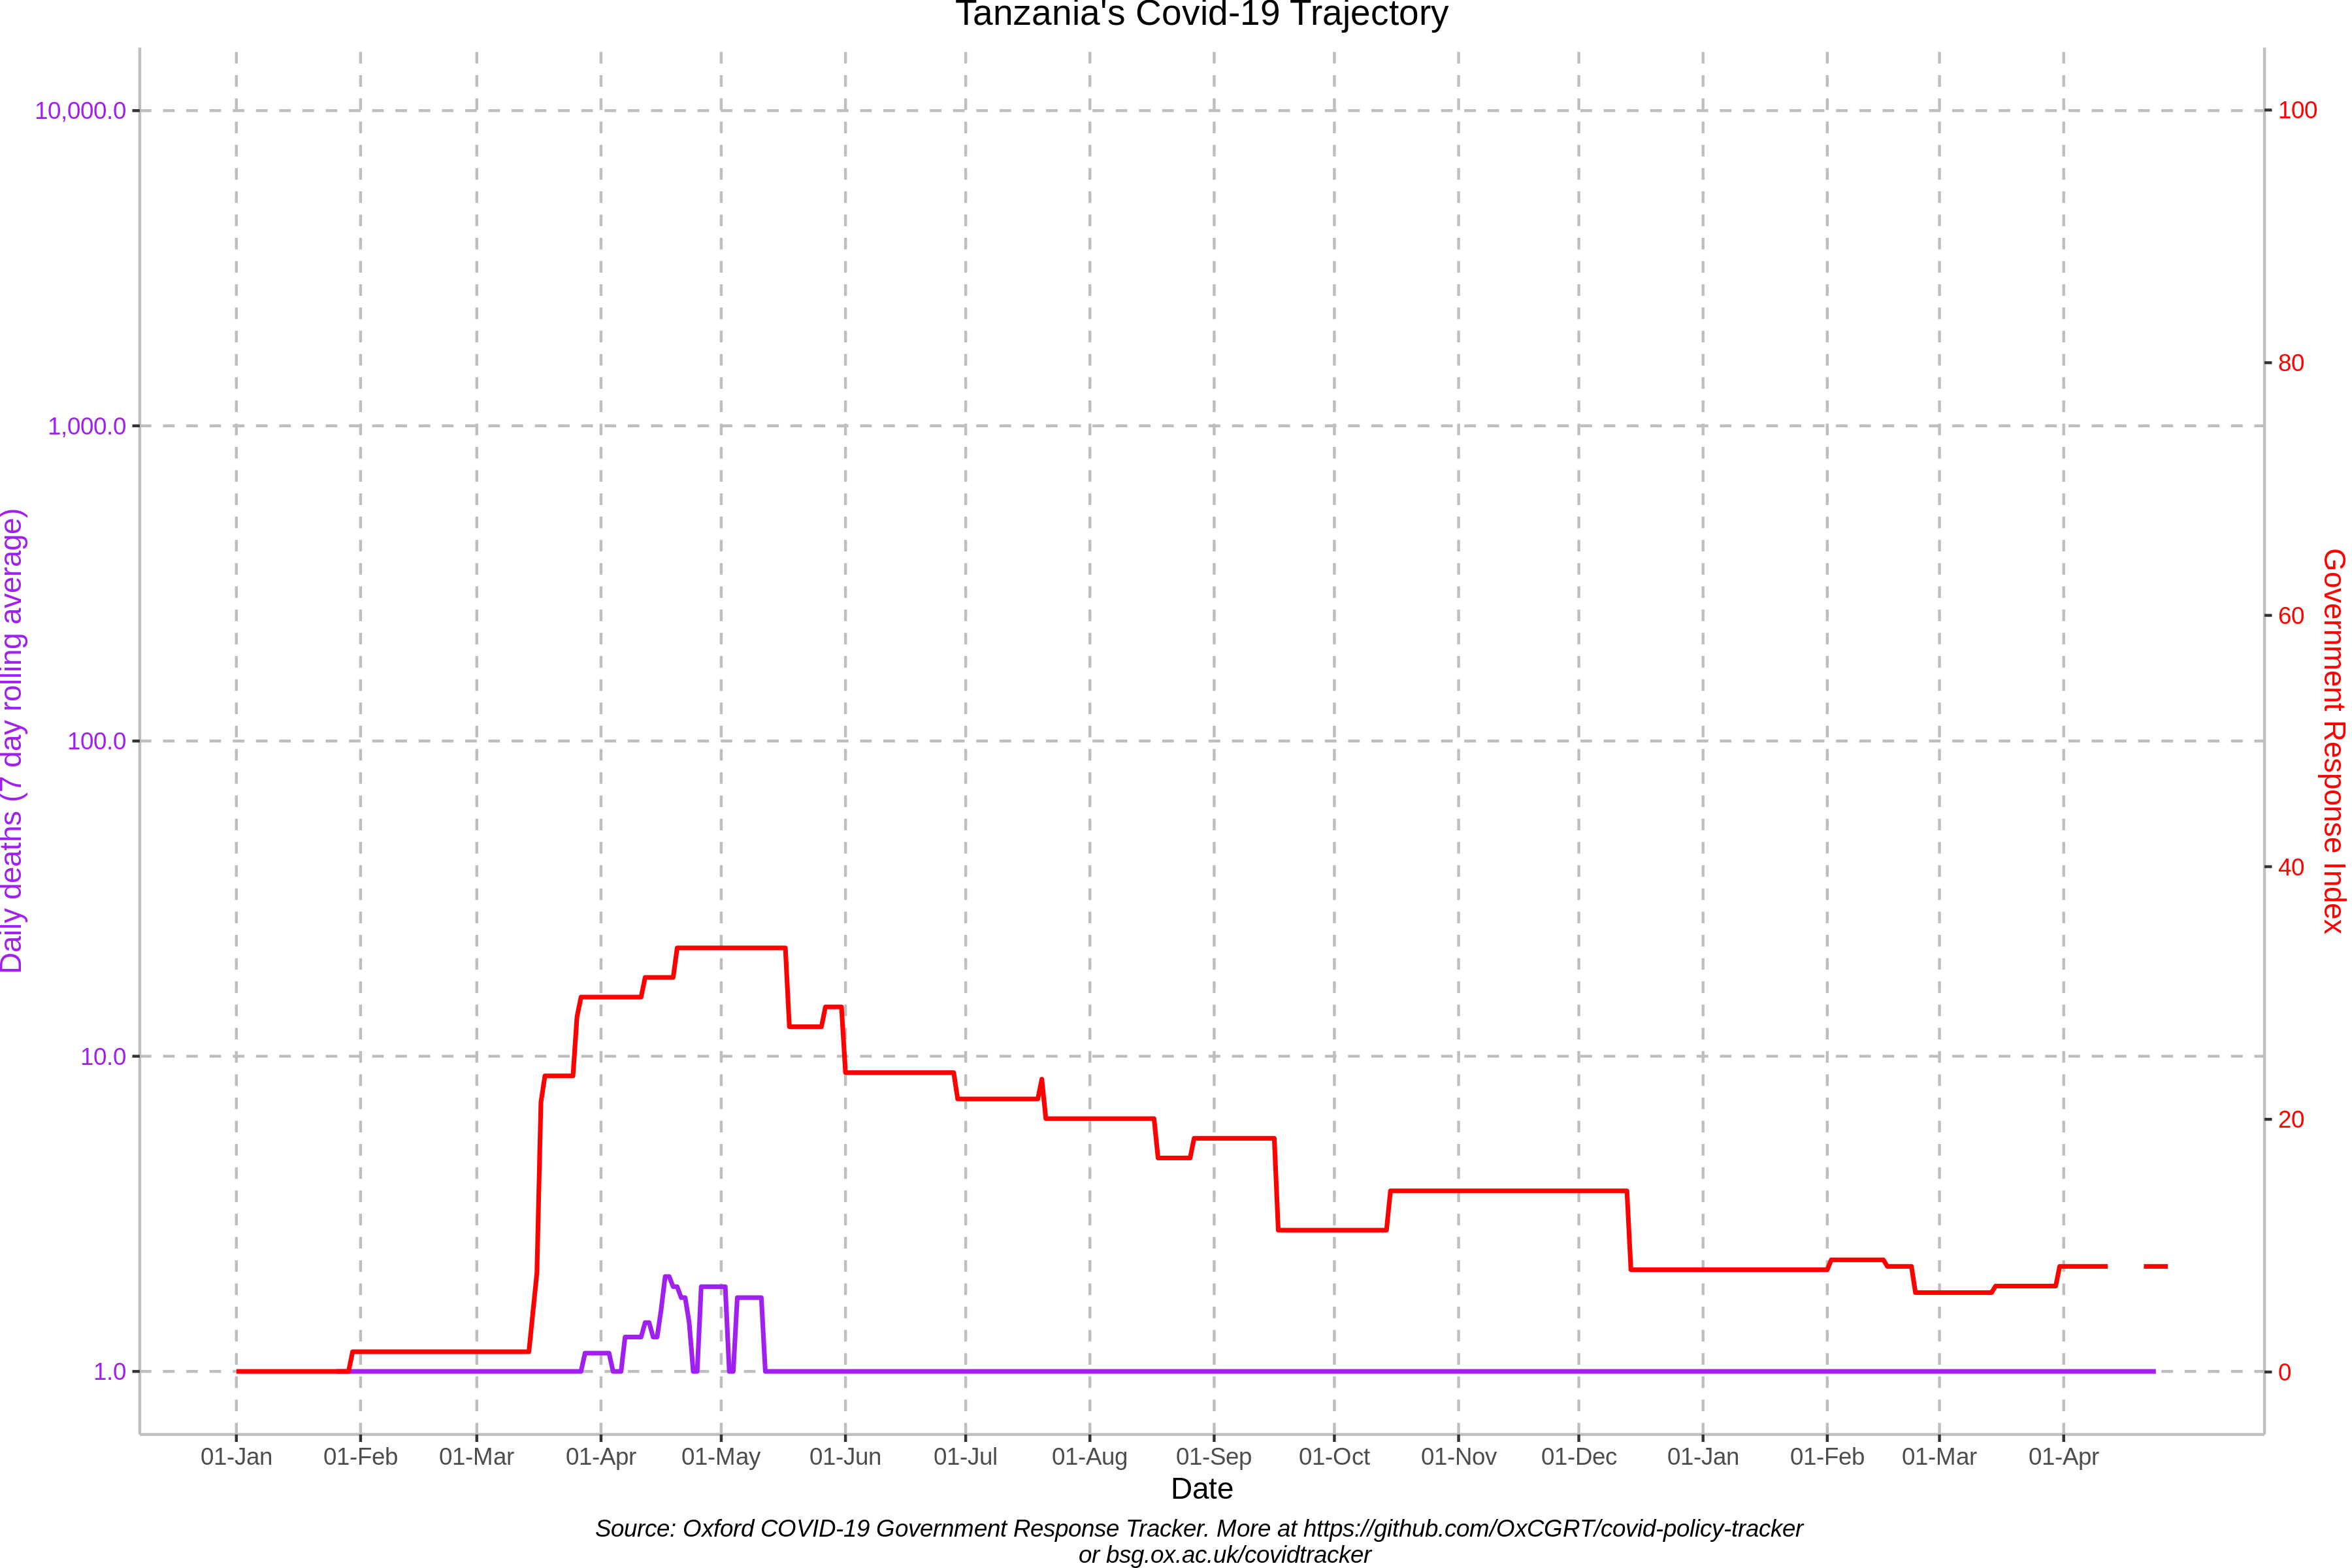 Tanzania's Covid-19 Trajectory
10,000.0
1,000.0
100.0
10.0
1.0
Daily deaths (7 day rolling average)
100
80
60
40
20
0
Government Response Index
01-Jan 01-Feb 01-Mar 01-Apr 01-May 01-Jun 01-Jul 01-Aug 01-Sep 01-Oct 01-Nov 01-Dec 01-Jan 01-Feb 01-Mar 01-Apr
Date
Source: Oxford COVID-19 Government Response Tracker. More at https://github.com/OxCGRT/covid-policy-tracker
or bsg.ox.ac.uk/covidtracker